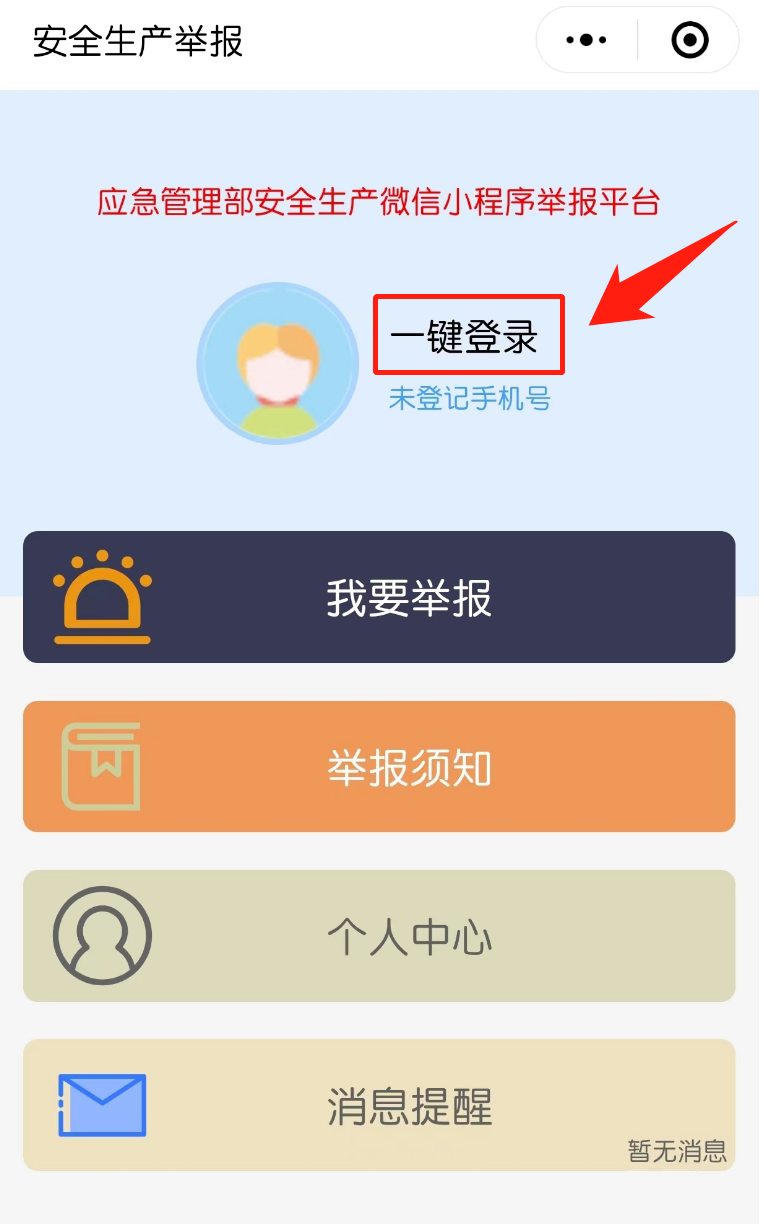 安全生产举报
应急管理部安全生产微信小程序举报平台
一键登录
未登记手机号
我要举报
举报须知
个人中心
消息提醒
暂无消息